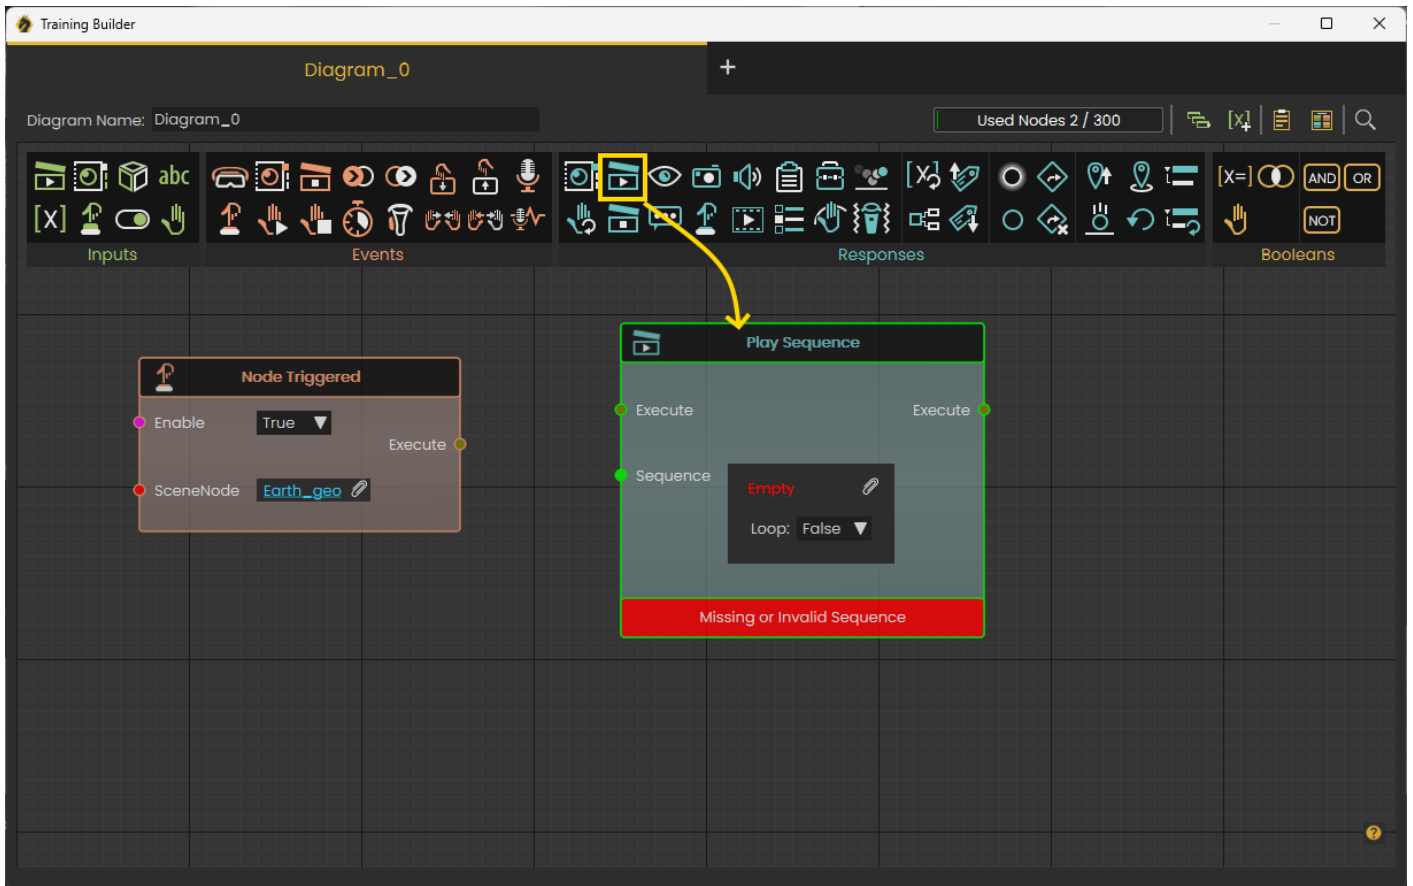 Training Builder
Diagram_0
+
Diagram Name: Diagram_0
Used Nodes 2 / 300
[x]
abc
[X=]
AND
OR
[X]
NOT
Inputs
Events
Responses
Booleans
Node Triggered
Enable
True
Execute
SceneNode
Earth_geo
Play Sequence
Execute
Execute
Sequence
Empty
Loop: False
Missing or Invalid Sequence
?